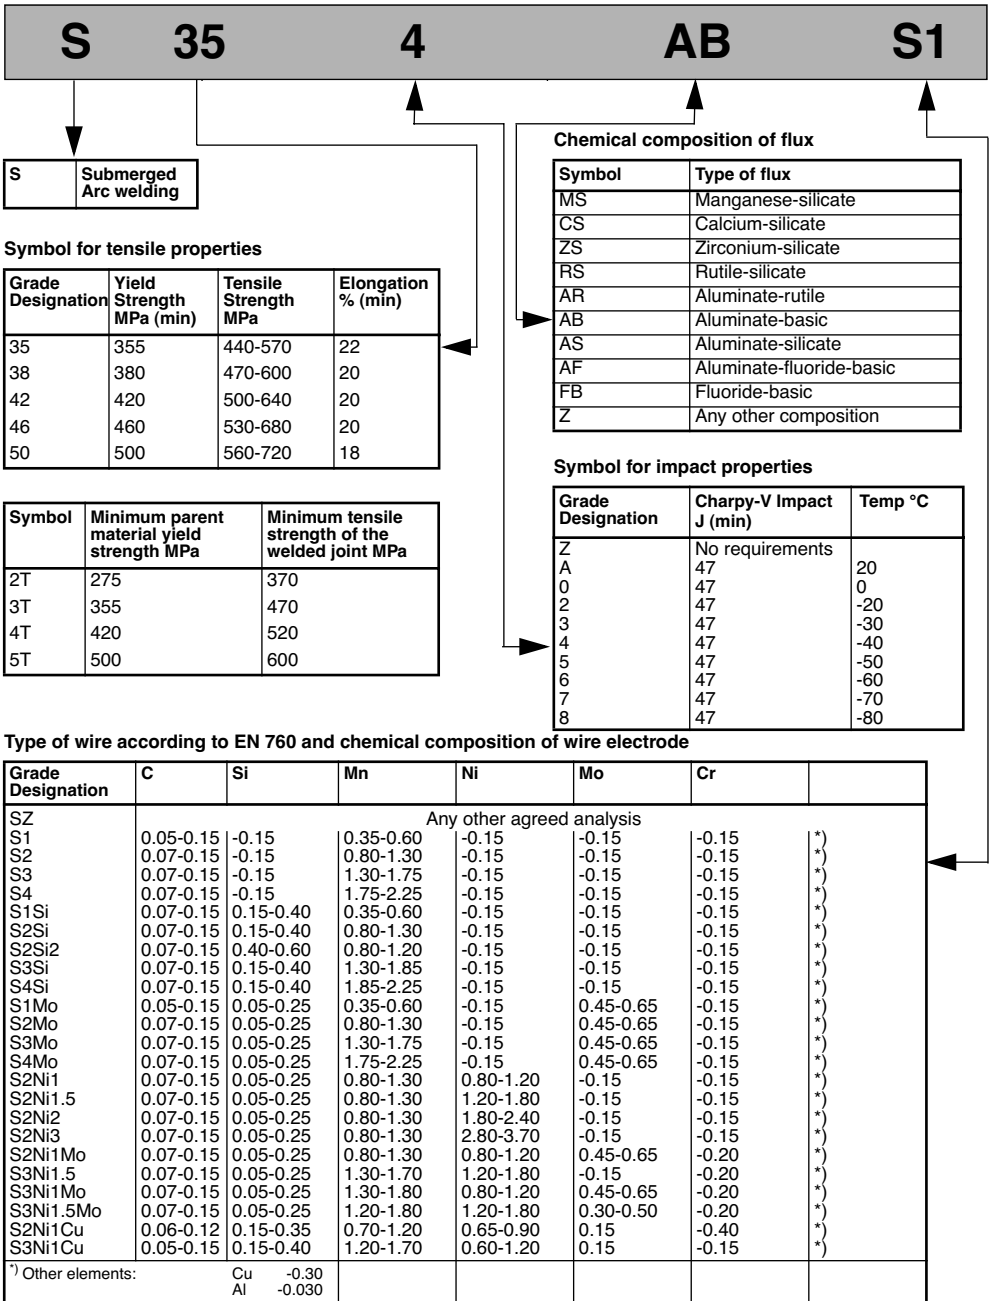 S 35 4 AB S1
S Submerged
Arc welding
Symbol for tensile properties
Grade Yield Tensile Elongation
Designation Strength Strength % (min)
MPa (min) MPa
35 355 440-570 22
38 380 470-600 20
42 420 500-640 20
46 460 530-680 20
50 500 560-720 18
Symbol Minimum parent Minimum tensile
material yield strength of the
strength MPa welded joint MPa
2T 275 370
3T 355 470
4T 420 520
5T 500 600
Chemical composition of flux
Symbol Type of flux
MS Manganese-silicate
CS Calcium-silicate
ZS Zirconium-silicate
RS Rutile-silicate
AR Aluminate-rutile
AB Aluminate-basic
AS Aluminate-silicate
AF Aluminate-fluoride-basic
FB Fluoride-basic
Z Any other composition
Symbol for impact properties
Grade Charpy-V Impact Temp °C
Designation J (min)
Z No requirements
A 47 20
0 47 0
2 47 -20
3 47 -30
4 47 -40
5 47 -50
6 47 -60
7 47 -70
8 47 -80
Type of wire according to EN 760 and chemical composition of wire electrode
Grade C Si Mn Ni Mo Cr
Designation
SZ Any other agreed analysis
S1 0.05-0.15 -0.15 0.35-0.60 -0.15 -0.15 -0.15 *)
S2 0.07-0.15 -0.15 0.80-1.30 -0.15 -0.15 -0.15 *)
S3 0.07-0.15 -0.15 1.30-1.75 -0.15 -0.15 -0.15 *)
S4 0.07-0.15 -0.15 1.75-2.25 -0.15 -0.15 -0.15 *)
S1Si 0.07-0.15 0.15-0.40 0.35-0.60 -0.15 -0.15 -0.15 *)
S2Si 0.07-0.15 0.15-0.40 0.80-1.30 -0.15 -0.15 -0.15 *)
S2Si2 0.07-0.15 0.40-0.60 0.80-1.20 -0.15 -0.15 -0.15 *)
S3Si 0.07-0.15 0.15-0.40 1.30-1.85 -0.15 -0.15 -0.15 *)
S4Si 0.07-0.15 0.15-0.40 1.85-2.25 -0.15 -0.15 -0.15 *)
S1Mo 0.05-0.15 0.05-0.25 0.35-0.60 -0.15 0.45-0.65 -0.15 *)
S2Mo 0.07-0.15 0.05-0.25 0.80-1.30 -0.15 0.45-0.65 -0.15 *)
S3Mo 0.07-0.15 0.05-0.25 1.30-1.75 -0.15 0.45-0.65 -0.15 *)
S4Mo 0.07-0.15 0.05-0.25 1.75-2.25 -0.15 0.45-0.65 -0.15 *)
S2Ni1 0.07-0.15 0.05-0.25 0.80-1.30 0.80-1.20 -0.15 -0.15 *)
S2Ni1.5 0.07-0.15 0.05-0.25 0.80-1.30 1.20-1.80 -0.15 -0.15 *)
S2Ni2 0.07-0.15 0.05-0.25 0.80-1.30 1.80-2.40 -0.15 -0.15 *)
S2Ni3 0.07-0.15 0.05-0.25 0.80-1.30 2.80-3.70 -0.15 -0.15 *)
S2Ni1Mo 0.07-0.15 0.05-0.25 0.80-1.30 0.80-1.20 0.45-0.65 -0.20 *)
S3Ni1.5 0.07-0.15 0.05-0.25 1.30-1.70 1.20-1.80 -0.15 -0.20 *)
S3Ni1Mo 0.07-0.15 0.05-0.25 1.30-1.80 0.80-1.20 0.45-0.65 -0.20 *)
S3Ni1.5Mo 0.07-0.15 0.05-0.25 1.20-1.80 1.20-1.80 0.30-0.50 -0.20 *)
S2Ni1Cu 0.06-0.12 0.15-0.35 0.70-1.20 0.65-0.90 0.15 -0.40 *)
S3Ni1Cu 0.05-0.15 0.15-0.40 1.20-1.70 0.60-1.20 0.15 -0.15 *)
*) Other elements: Cu -0.30
Al -0.030